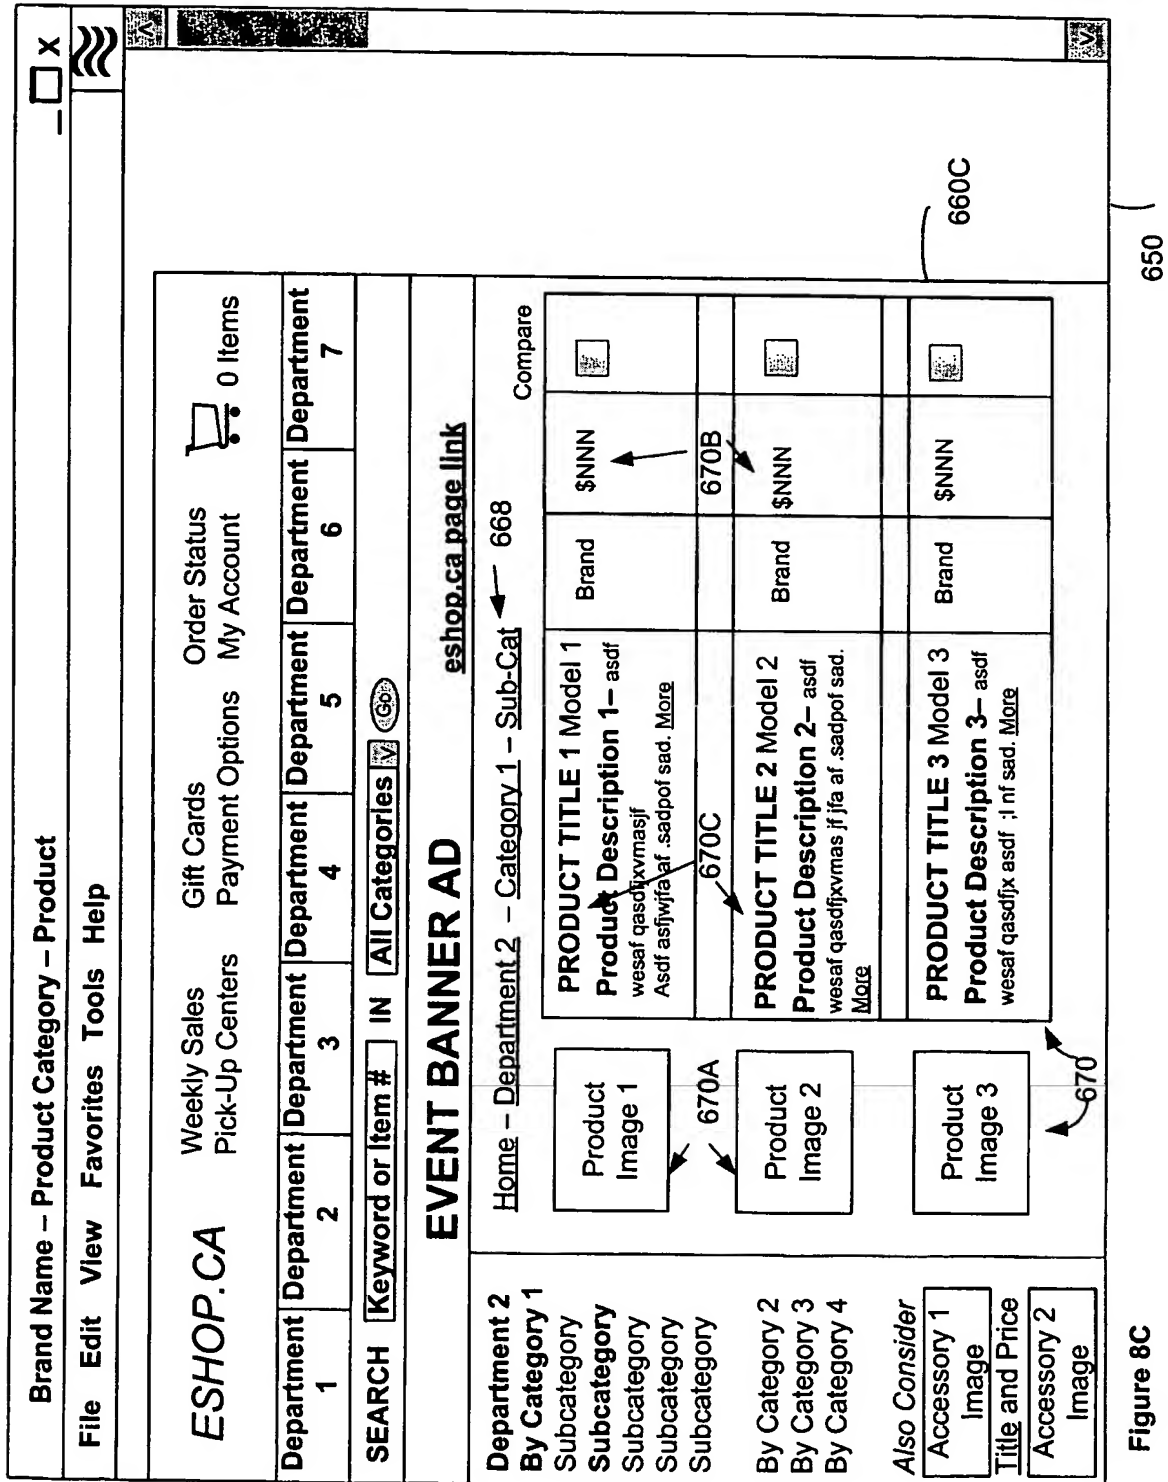 Brand Name – Product Category – Product _ X
File Edit View Favorites Tools Help
ESHOP.CA
Weekly Sales Gift Cards Order Status
Pick-Up Centers Payment Options My Account 0 Items
Department Department Department Department Department Department Department
1 2 3 4 5 6 7
SEARCH Keyword or Item # IN All Categories V Go!
EVENT BANNER AD eshop.ca page link
Department 2
By Category 1
Subcategory
Subcategory
Subcategory
Subcategory
Subcategory
By Category 2
By Category 3
By Category 4
Also Consider
Accessory 1
Image
Title and Price
Accessory 2
Image
Home – Department 2 – Category 1 – Sub-Cat 668
Compare
Product
Image 1
PRODUCT TITLE 1 Model 1
Product Description 1– asdf
wesaf qasdfjxvmasjf
Asdf asfjwjfa af .sadpof sad. More
Brand
$NNN
670A
670C
670B
Product
Image 2
PRODUCT TITLE 2 Model 2
Product Description 2– asdf
wesaf qasdfjxvmas jf jfa af .sadpof sad.
More
Brand
$NNN
Product
Image 3
PRODUCT TITLE 3 Model 3
Product Description 3– asdf
wesaf qasdfjx asdf ;l nf sad. More
Brand
$NNN
670
660C
650
Figure 8C